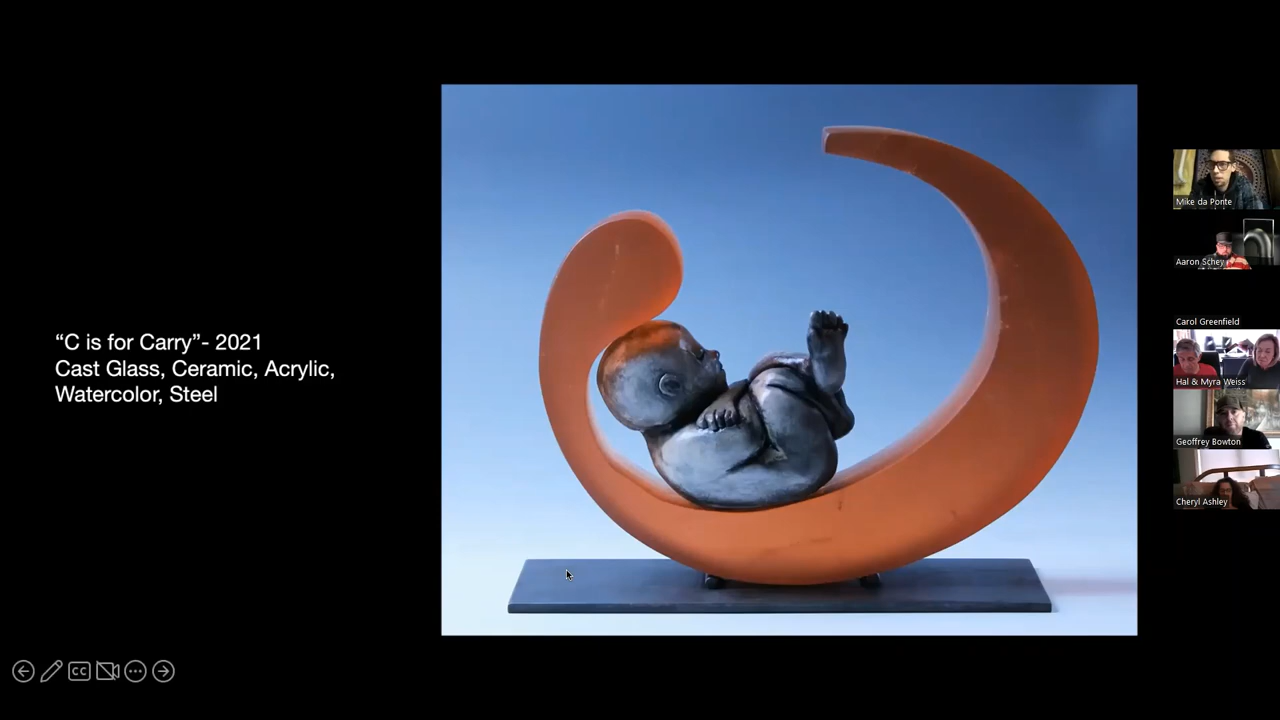 “C is for Carry”- 2021
Cast Glass, Ceramic, Acrylic,
Watercolor, Steel
Mike da Ponte
Aaron Schey
Carol Greenfield
Hal & Myra Weiss
Geoffrey Bowton
Cheryl Ashley
CC